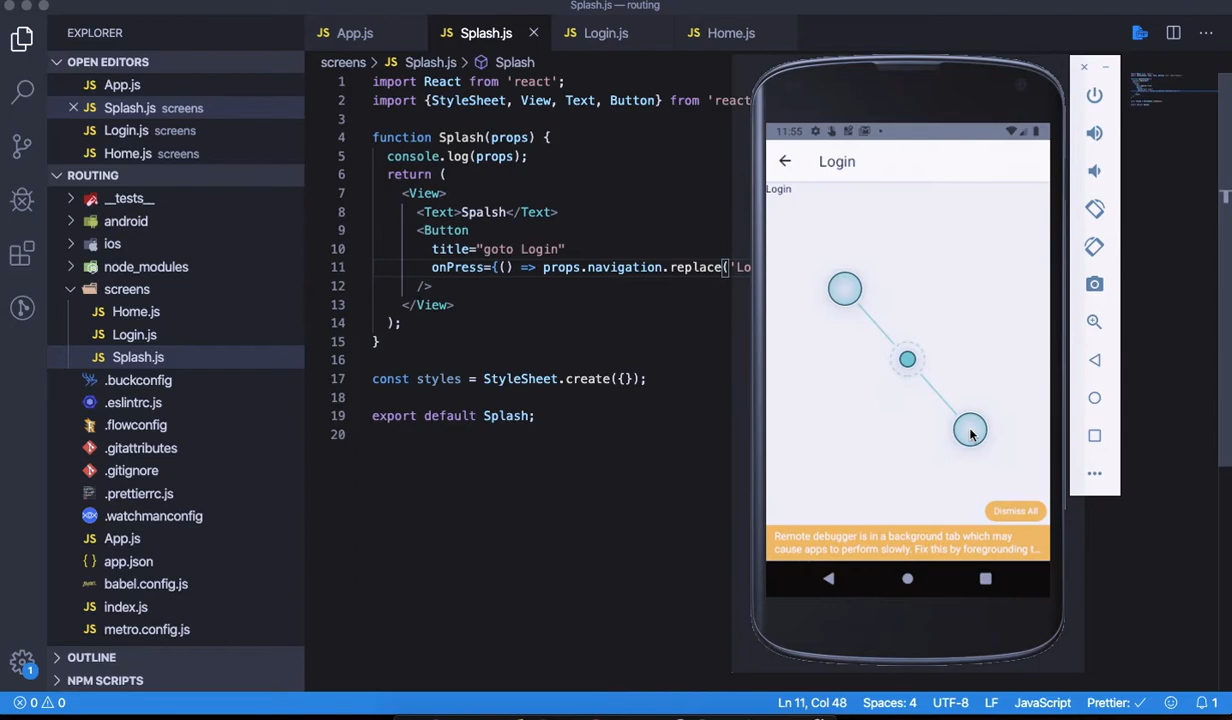 Splash.js — routing
EXPLORER
App.js
Splash.js
Login.js
Home.js
OPEN EDITORS
App.js
Splash.js screens
Login.js screens
Home.js screens
ROUTING
__tests__
android
ios
node_modules
screens
Home.js
Login.js
Splash.js
.buckconfig
.eslintrc.js
.flowconfig
.gitattributes
.gitignore
.prettierrc.js
.watchmanconfig
App.js
app.json
babel.config.js
index.js
metro.config.js
OUTLINE
NPM SCRIPTS
screens > JS Splash.js > Splash
1 import React from 'react';
2 import {StyleSheet, View, Text, Button} from 'reac
3
4 function Splash(props) {
5 console.log(props);
6 return (
7 <View>
8 <Text>Spalsh</Text>
9 <Button
10 title="goto Login"
11 onPress={() => props.navigation.replace('Lo
12 />
13 </View>
14 );
15 }
16
17 const styles = StyleSheet.create({});
18
19 export default Splash;
20
11:55
Login
Login
Dismiss All
Remote debugger is in a background tab which may
cause apps to perform slowly. Fix this by foregrounding t...
1
0 0
Ln 11, Col 48
Spaces: 4
UTF-8
LF
JavaScript
Prettier: ✓
1